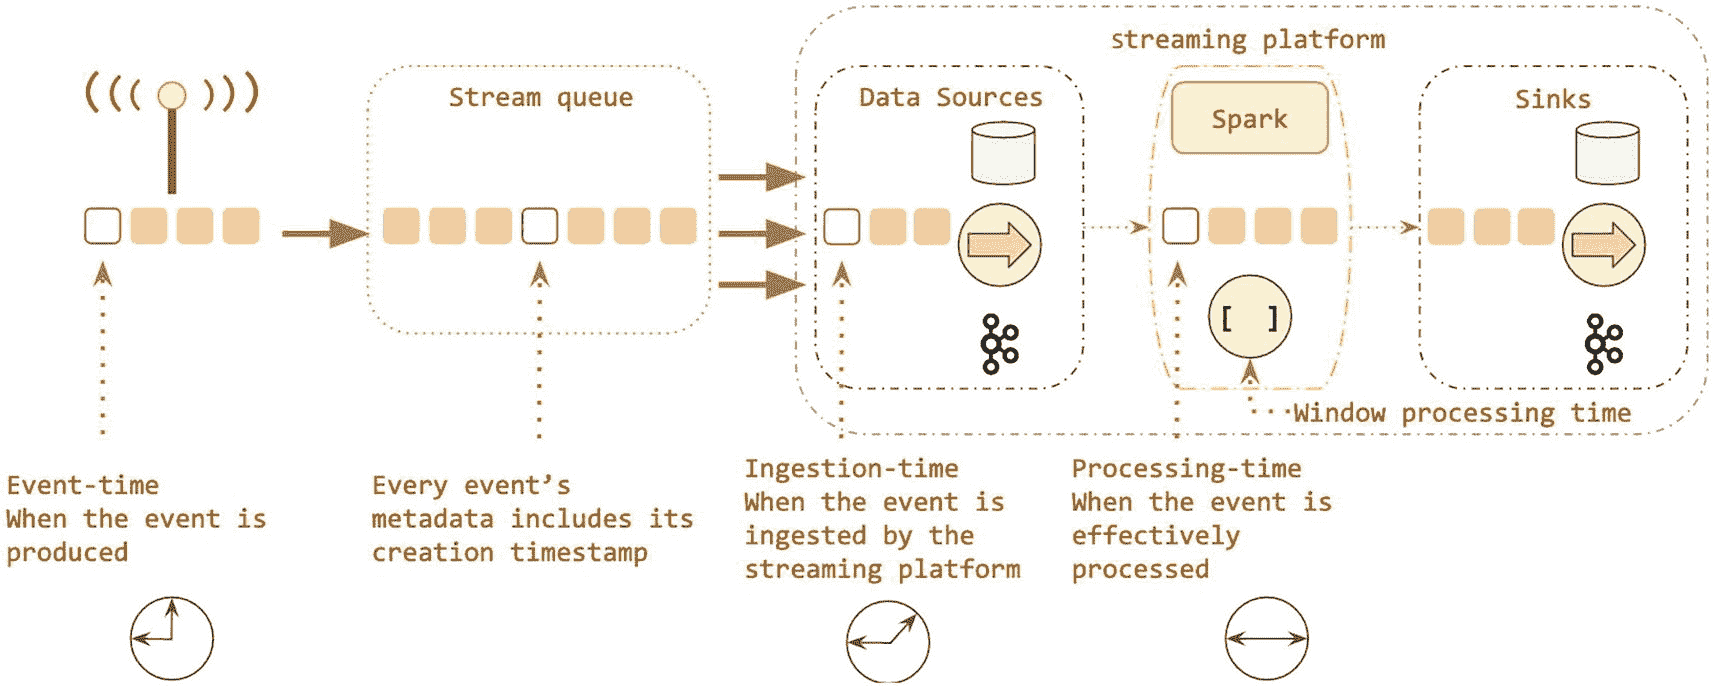 streaming platform
Stream queue
Data Sources
Spark
Sinks
[ ]
Window processing time
Event-time
When the event is
produced
Every event’s
metadata includes its
creation timestamp
Ingestion-time
When the event is
ingested by the
streaming platform
Processing-time
When the event is
effectively
processed